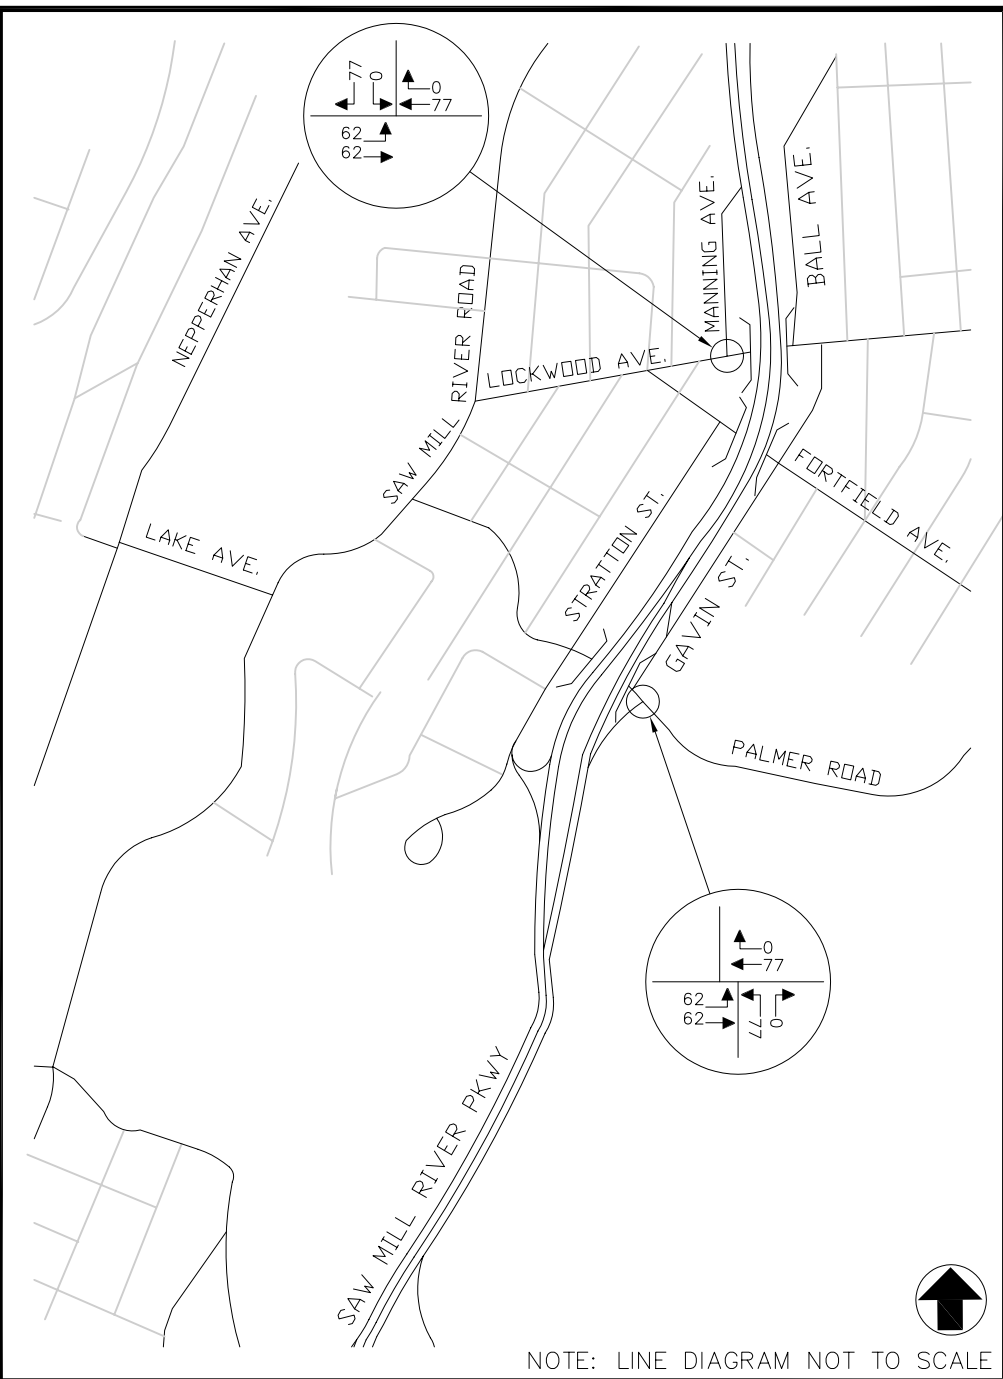 77
0
0
77
62
62
NEPPERHAN AVE.
SAW MILL RIVER ROAD
MANNING AVE.
BALL AVE.
LOCKWOOD AVE.
LAKE AVE.
STRATTON ST.
FORTFIELD AVE.
GAVIN ST.
PALMER ROAD
0
77
62
62
77
0
SAW MILL RIVER PKWY
NOTE: LINE DIAGRAM NOT TO SCALE